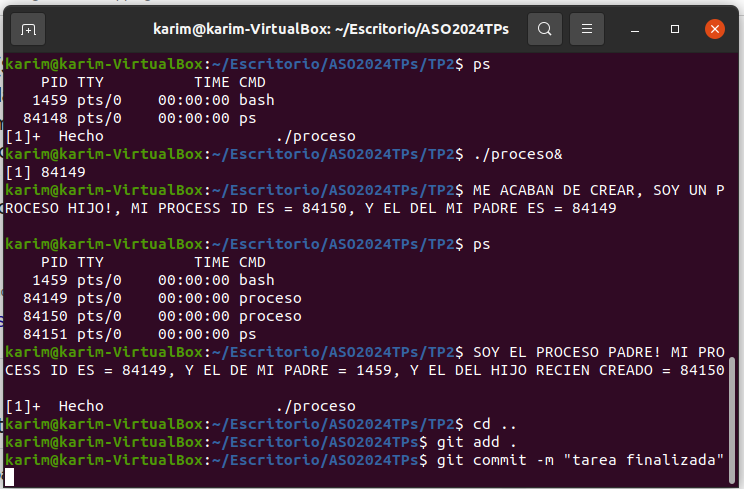 karim@karim-VirtualBox: ~/Escritorio/ASO2024TPs
karim@karim-VirtualBox:~/Escritorio/ASO2024TPs/TP2$ ps
    PID TTY          TIME CMD
   1459 pts/0    00:00:00 bash
  84148 pts/0    00:00:00 ps
[1]+  Hecho                   ./proceso
karim@karim-VirtualBox:~/Escritorio/ASO2024TPs/TP2$ ./proceso&
[1] 84149
karim@karim-VirtualBox:~/Escritorio/ASO2024TPs/TP2$ ME ACABAN DE CREAR, SOY UN P
ROCESO HIJO!, MI PROCESS ID ES = 84150, Y EL DEL MI PADRE ES = 84149
karim@karim-VirtualBox:~/Escritorio/ASO2024TPs/TP2$ ps
    PID TTY          TIME CMD
   1459 pts/0    00:00:00 bash
  84149 pts/0    00:00:00 proceso
  84150 pts/0    00:00:00 proceso
  84151 pts/0    00:00:00 ps
karim@karim-VirtualBox:~/Escritorio/ASO2024TPs/TP2$ SOY EL PROCESO PADRE! MI PRO
CESS ID ES = 84149, Y EL DE MI PADRE = 1459, Y EL DEL HIJO RECIEN CREADO = 84150
[1]+  Hecho                   ./proceso
karim@karim-VirtualBox:~/Escritorio/ASO2024TPs/TP2$ cd ..
karim@karim-VirtualBox:~/Escritorio/ASO2024TPs$ git add .
karim@karim-VirtualBox:~/Escritorio/ASO2024TPs$ git commit -m "tarea finalizada"